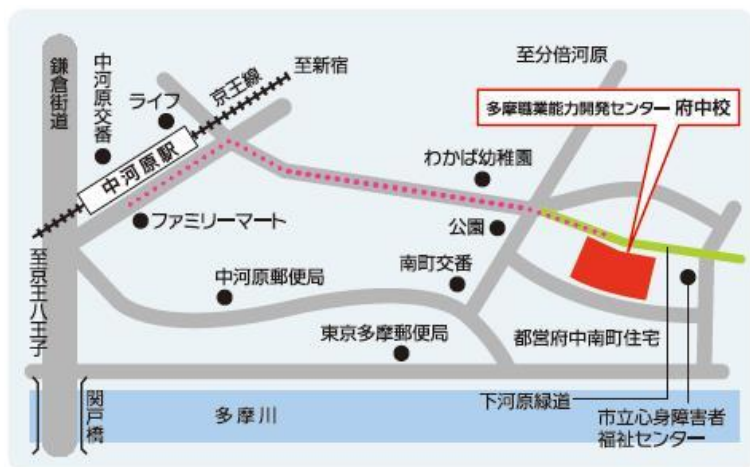 鎌倉街道
中河原交番
ライフ
京王線
至新宿
至分倍河原
多摩職業能力開発センター 府中校
中河原駅
わかば幼稚園
ファミリーマート
公園
至京王八王子
中河原郵便局
南町交番
東京多摩郵便局
都営府中南町住宅
関戸橋
多摩川
下河原緑道
市立心身障害者
福祉センター